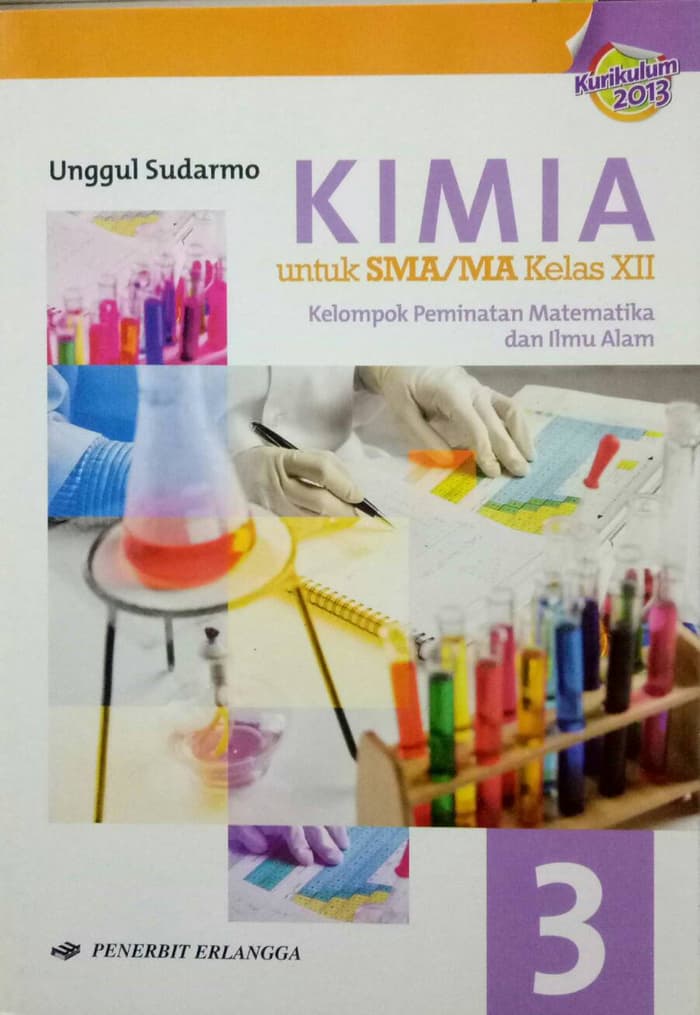 Kurikulum
2013
Unggul Sudarmo
KIMIA
untuk SMA/MA Kelas XII
Kelompok Peminatan Matematika
dan Ilmu Alam
3
PENERBIT ERLANGGA